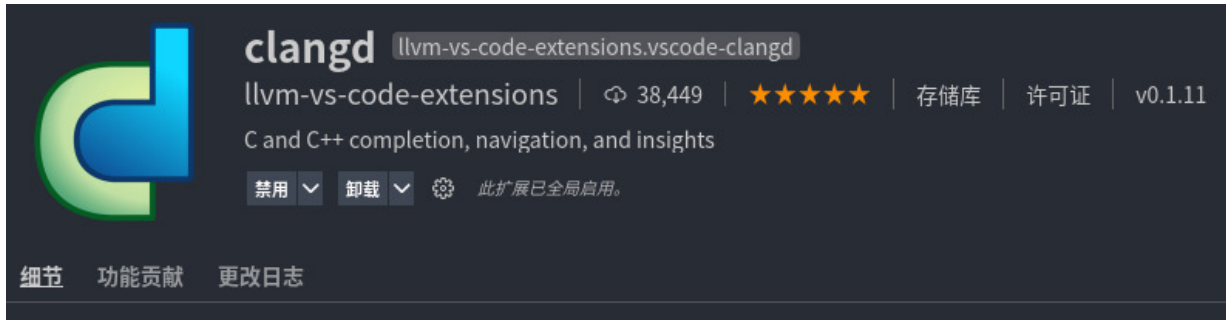 clangd llvm-vs-code-extensions.vscode-clangd
llvm-vs-code-extensions | 38,449 | ★★★★★ | 存储库 | 许可证 | v0.1.11
C and C++ completion, navigation, and insights
禁用 卸载 此扩展已全局启用。
细节 功能贡献 更改日志